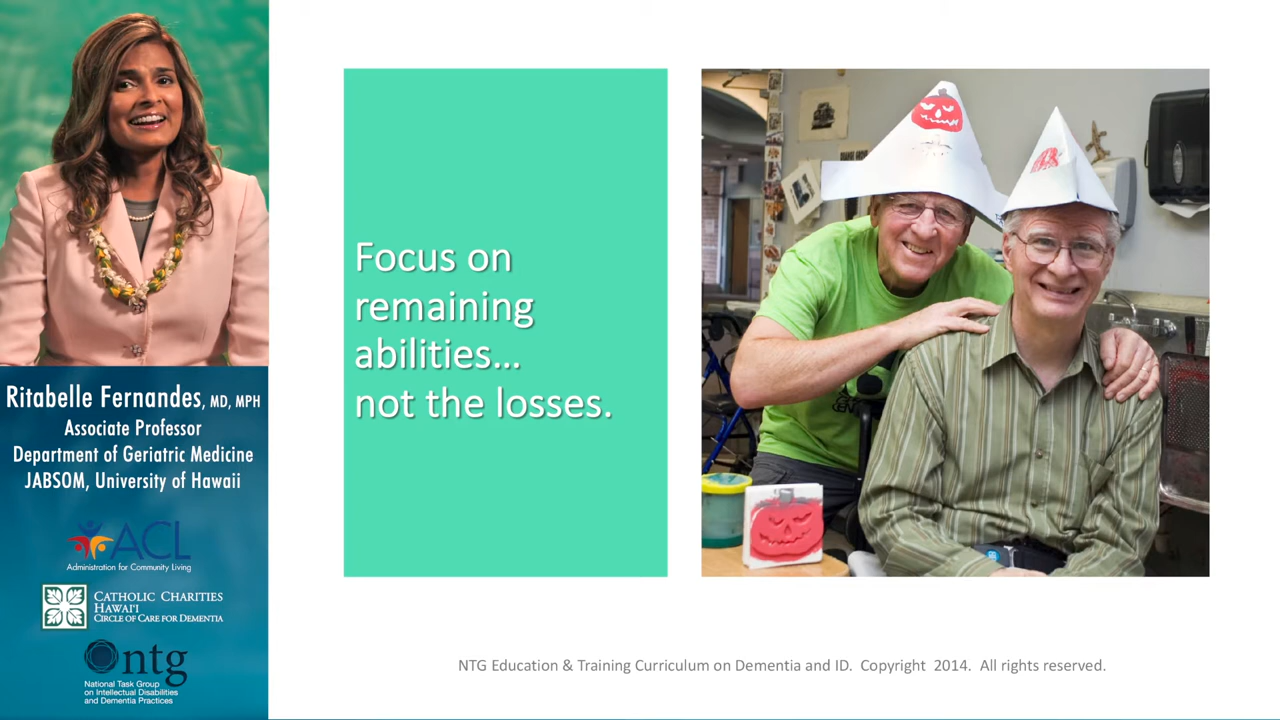 Ritabelle Fernandes, MD, MPH
Associate Professor
Department of Geriatric Medicine
JABSOM, University of Hawaii
ACL
Administration for Community Living
CATHOLIC CHARITIES
HAWAI‘I
CIRCLE OF CARE FOR DEMENTIA
ntg
National Task Group
on Intellectual Disabilities
and Dementia Practices
Focus on
remaining
abilities...
not the losses.
NTG Education & Training Curriculum on Dementia and ID. Copyright 2014. All rights reserved.